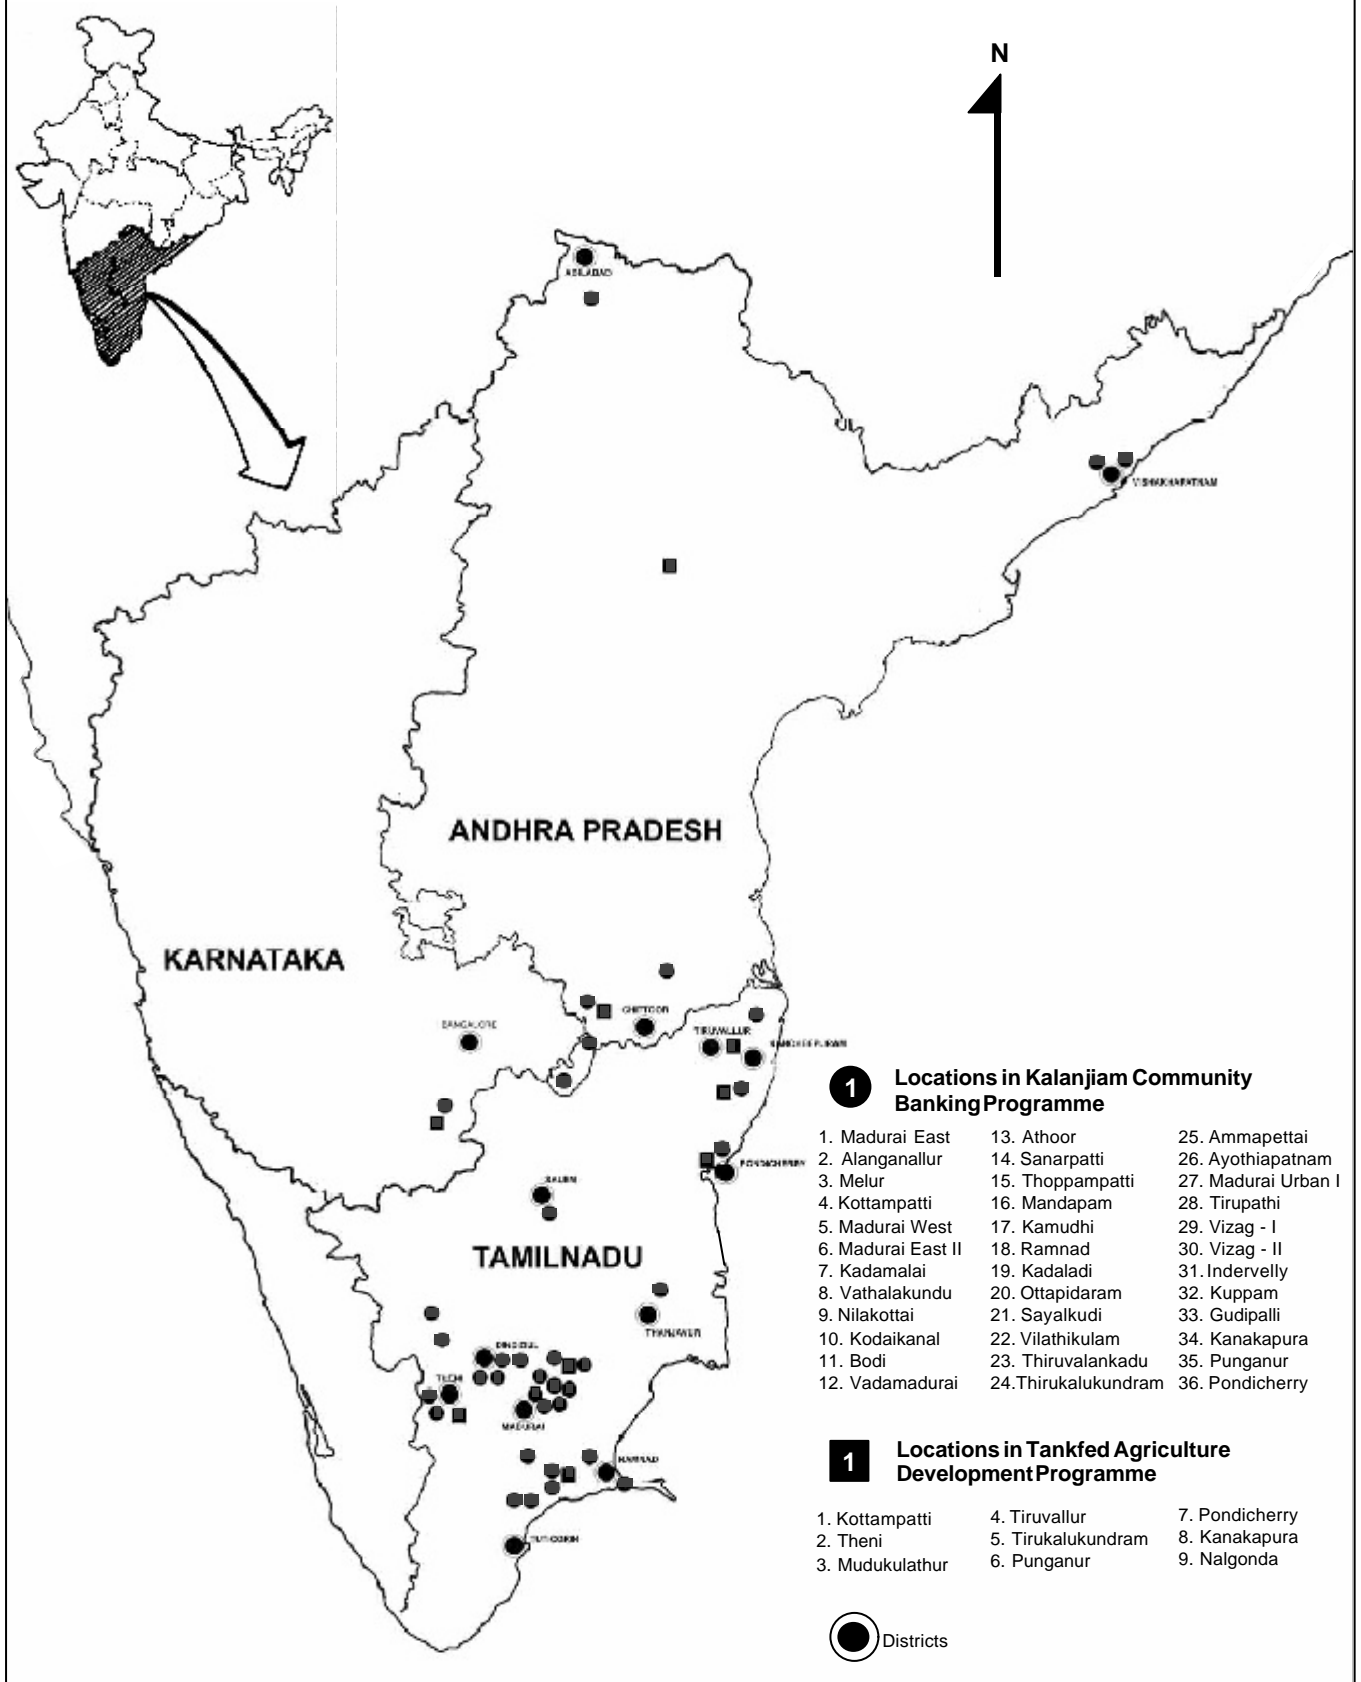 N
ADILABAD
VISHAKHAPATNAM
ANDHRA PRADESH
KARNATAKA
CHITTOOR
BANGALORE
TIRUVALLUR
KANCHEEPURAM
PONDICHERRY
SALEM
TAMILNADU
THANJAVUR
DINDIGUL
THENI
MADURAI
RAMNAD
TUTICORIN
1 Locations in Kalanjiam Community
Banking Programme
1. Madurai East
2. Alanganallur
3. Melur
4. Kottampatti
5. Madurai West
6. Madurai East II
7. Kadamalai
8. Vathalakundu
9. Nilakottai
10. Kodaikanal
11. Bodi
12. Vadamadurai
13. Athoor
14. Sanarpatti
15. Thoppampatti
16. Mandapam
17. Kamudhi
18. Ramnad
19. Kadaladi
20. Ottapidaram
21. Sayalkudi
22. Vilathikulam
23. Thiruvalankadu
24.Thirukalukundram
25. Ammapettai
26. Ayothiapatnam
27. Madurai Urban I
28. Tirupathi
29. Vizag - I
30. Vizag - II
31. Indervelly
32. Kuppam
33. Gudipalli
34. Kanakapura
35. Punganur
36. Pondicherry
1 Locations in Tankfed Agriculture
Development Programme
1. Kottampatti
2. Theni
3. Mudukulathur
4. Tiruvallur
5. Tirukalukundram
6. Punganur
7. Pondicherry
8. Kanakapura
9. Nalgonda
Districts